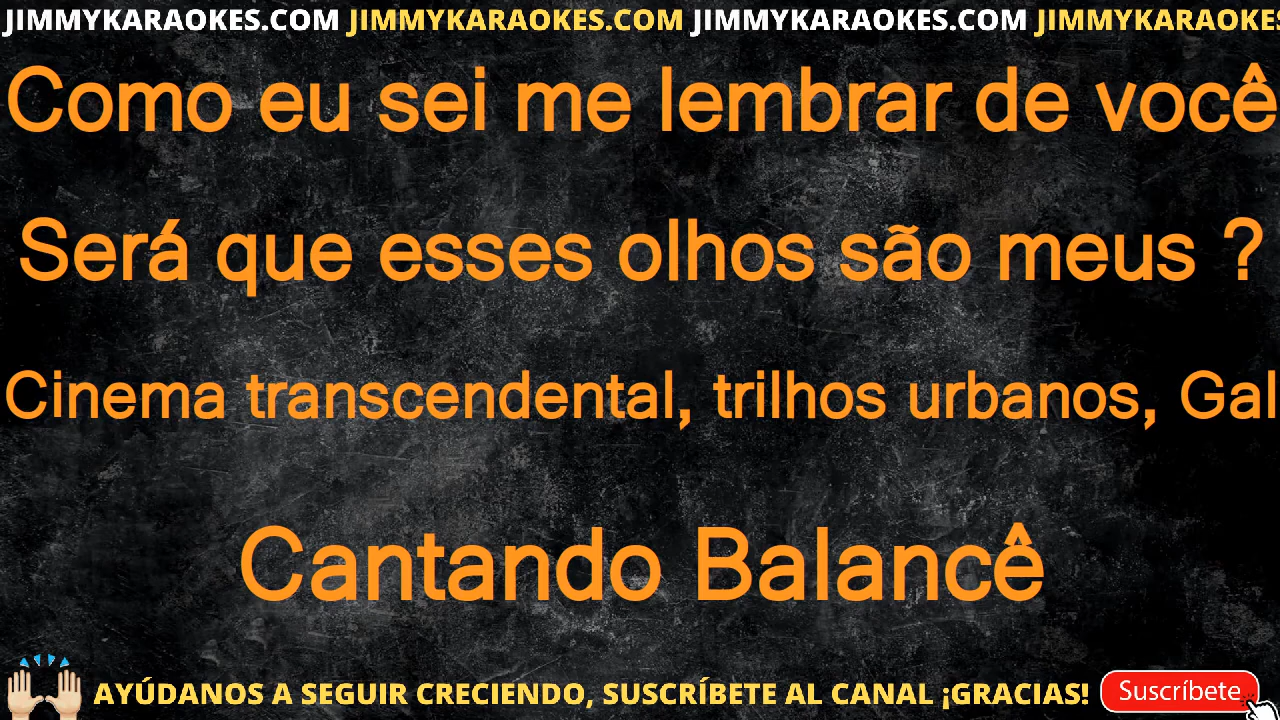 JIMMYKARAOKES.COM JIMMYKARAOKES.COM JIMMYKARAOKES.COM JIMMYKARAOKES
Como eu sei me lembrar de você
Será que esses olhos são meus ?
Cinema transcendental, trilhos urbanos, Gal
Cantando Balancê
AYÚDANOS A SEGUIR CRECIENDO, SUSCRÍBETE AL CANAL ¡GRACIAS! Suscríbete